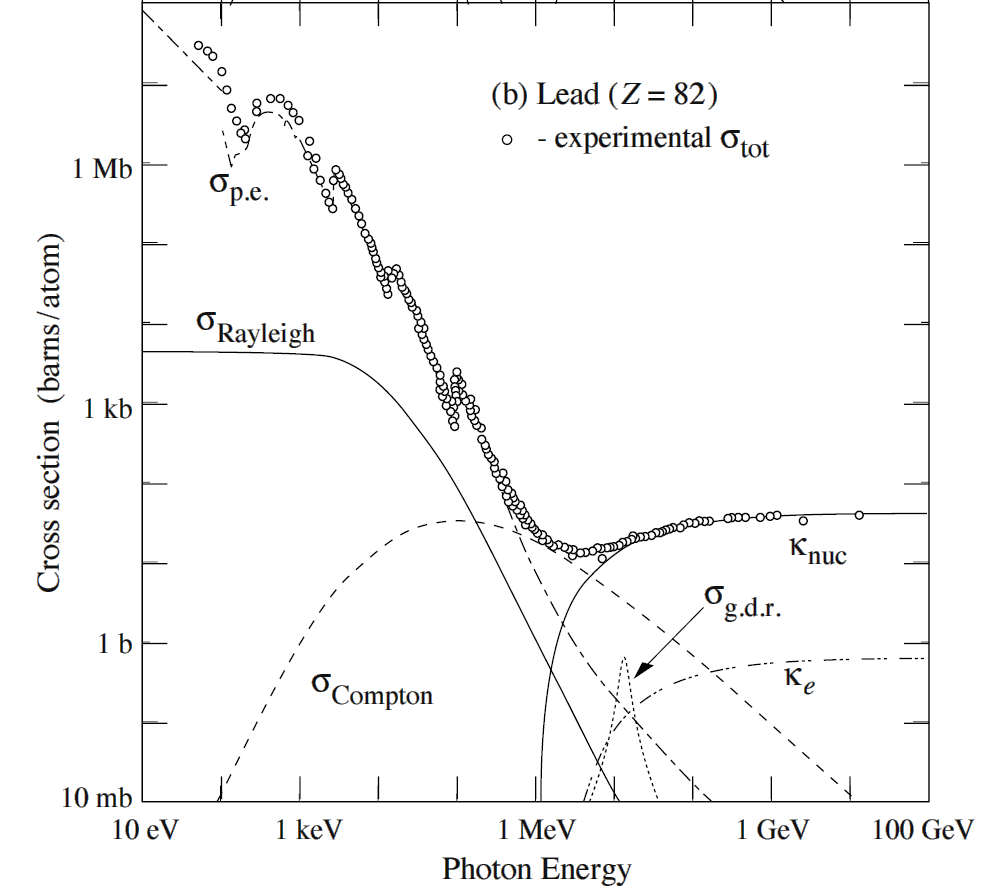 (b) Lead (Z = 82)
- experimental σtot
1 Mb
σp.e.
Cross section (barns/atom)
σRayleigh
1 kb
κnuc
σg.d.r.
1 b
κe
σCompton
10 mb
10 eV 1 keV 1 MeV 1 GeV 100 GeV
Photon Energy